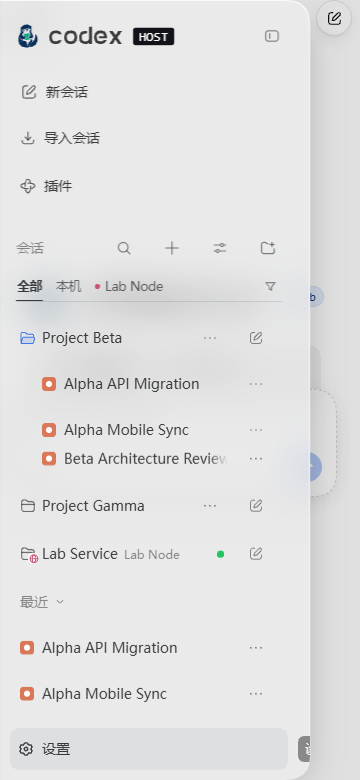 codex HOST
新会话
导入会话
插件
会话
全部 本机 Lab Node
Project Beta
Alpha API Migration
Alpha Mobile Sync
Beta Architecture Review
Project Gamma
Lab Service Lab Node
最近
Alpha API Migration
Alpha Mobile Sync
设置